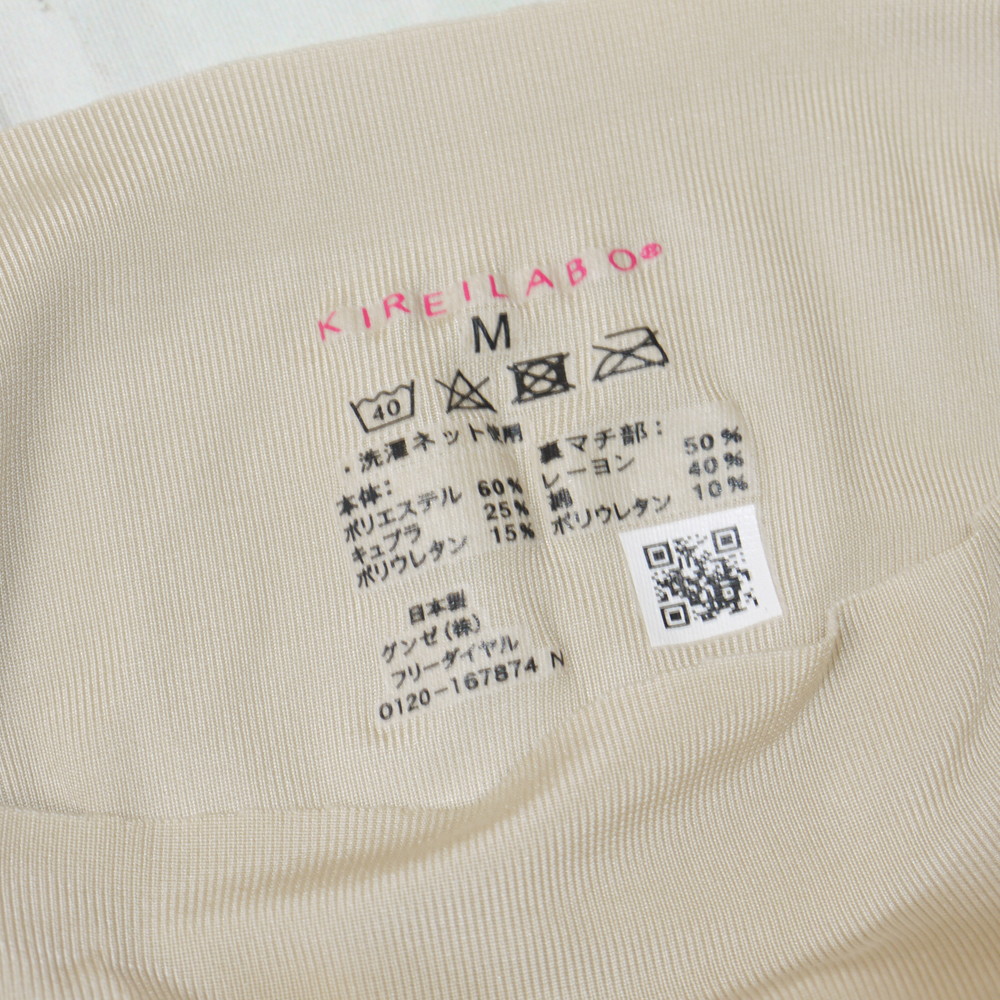 KIREILABO®
M
40
・洗濯ネット使用
本体:
ポリエステル 60%
キュプラ 25%
ポリウレタン 15%
裏マチ部:
レーヨン 50%
綿 40%
ポリウレタン 10%
日本製
グンゼ(株)
フリーダイヤル
0120-167874 N